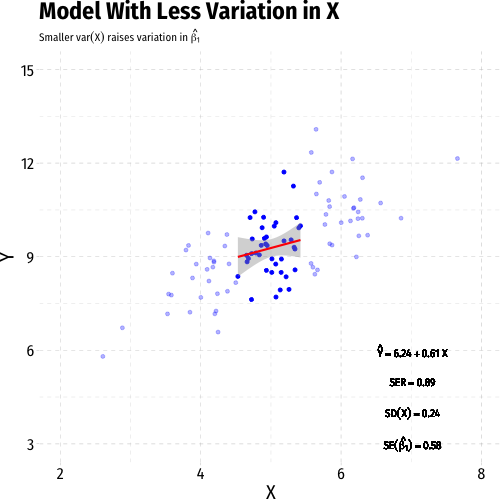 Model With Less Variation in X
Smaller var(X) raises variation in β̂₁
15
12
9
6
3
Y
Ŷ = 6.24 + 0.61 X
SER = 0.89
SD(X) = 0.24
SE(β̂₁) = 0.58
2 4 6 8
X